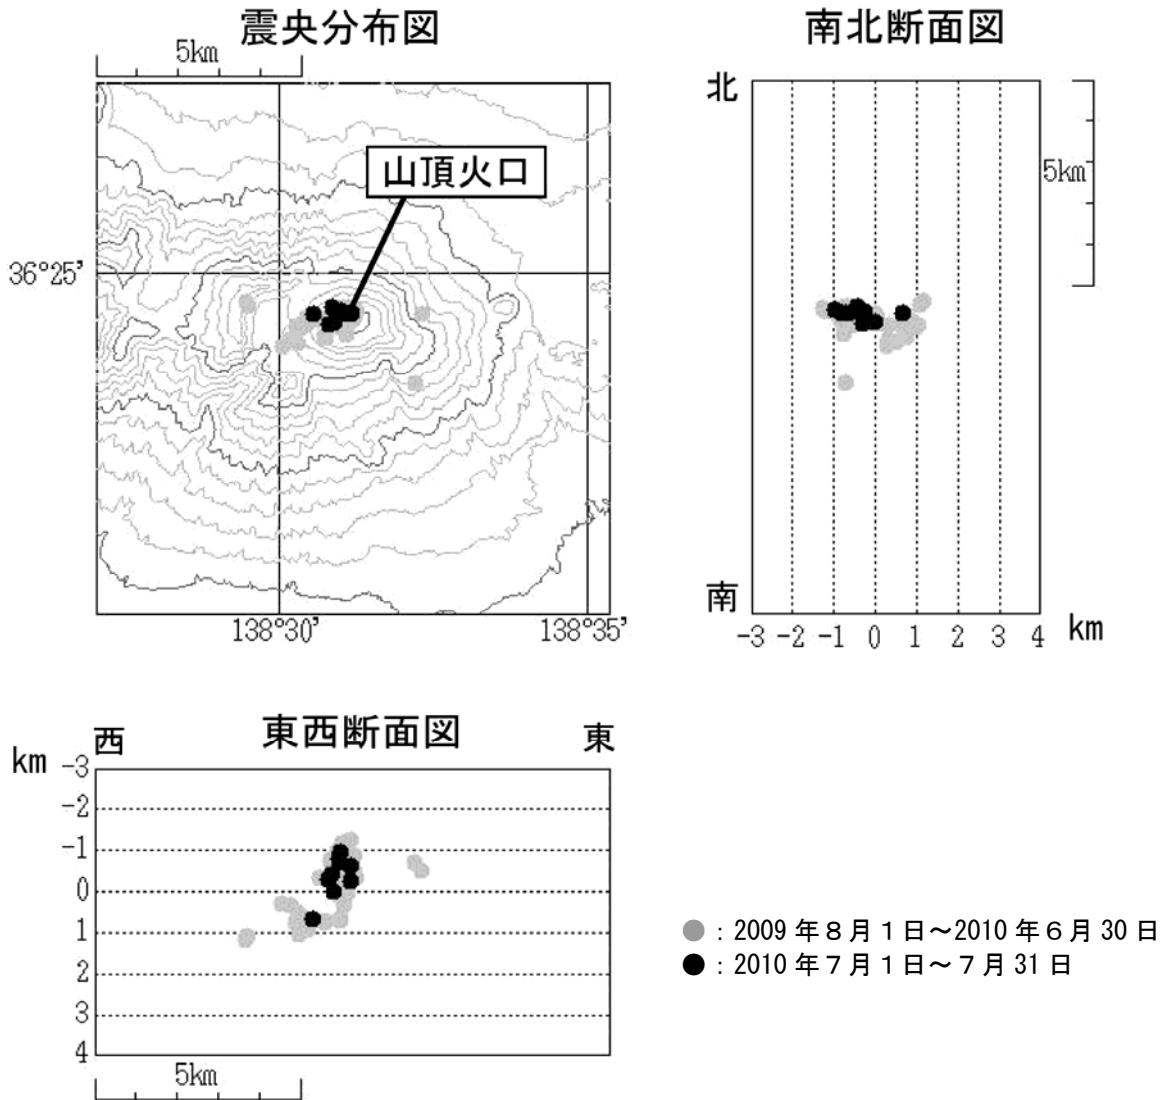 震央分布図
南北断面図
5km
北
山頂火口
5km
36°25'
南
138°30'
138°35'
-3 -2 -1 0 1 2 3 4 km
東西断面図
西
東
km
-3
-2
-1
0
1
2
3
4
5km
●：2009 年８月１日～2010 年６月 30 日
●：2010 年７月１日～７月 31 日